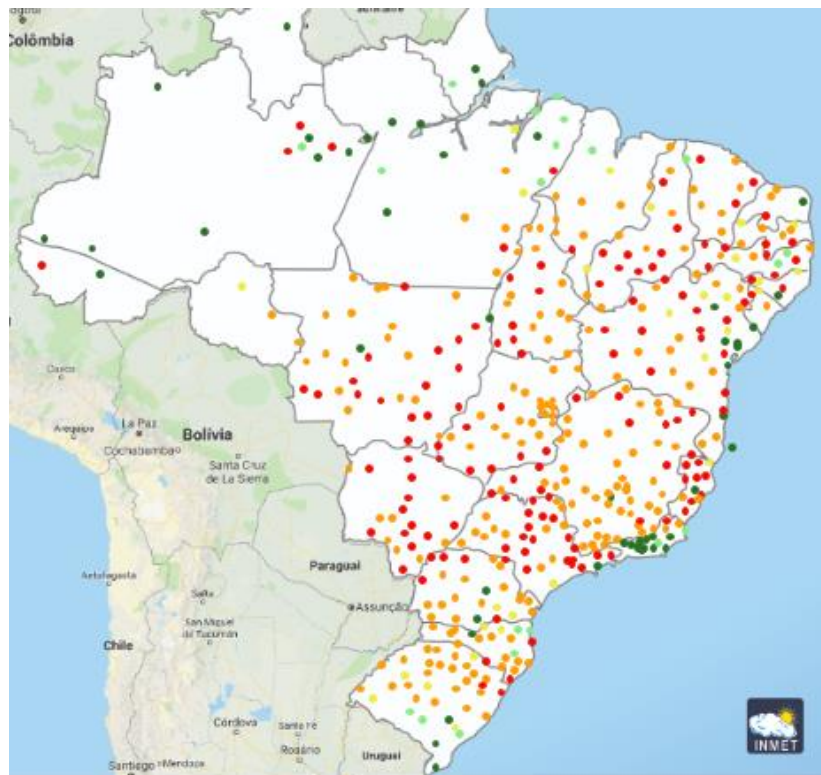 Colômbia
Cusco
La Paz
Arequipa
Bolívia
Cochabamba
Santa Cruz
de La Sierra
Paraguai
Antofagasta
Salta
Assunção
San Miguel
de Tucumán
Chile
Córdova
Santa Fé
Rosário
Uruguai
Santiago
Mendoza
INMET